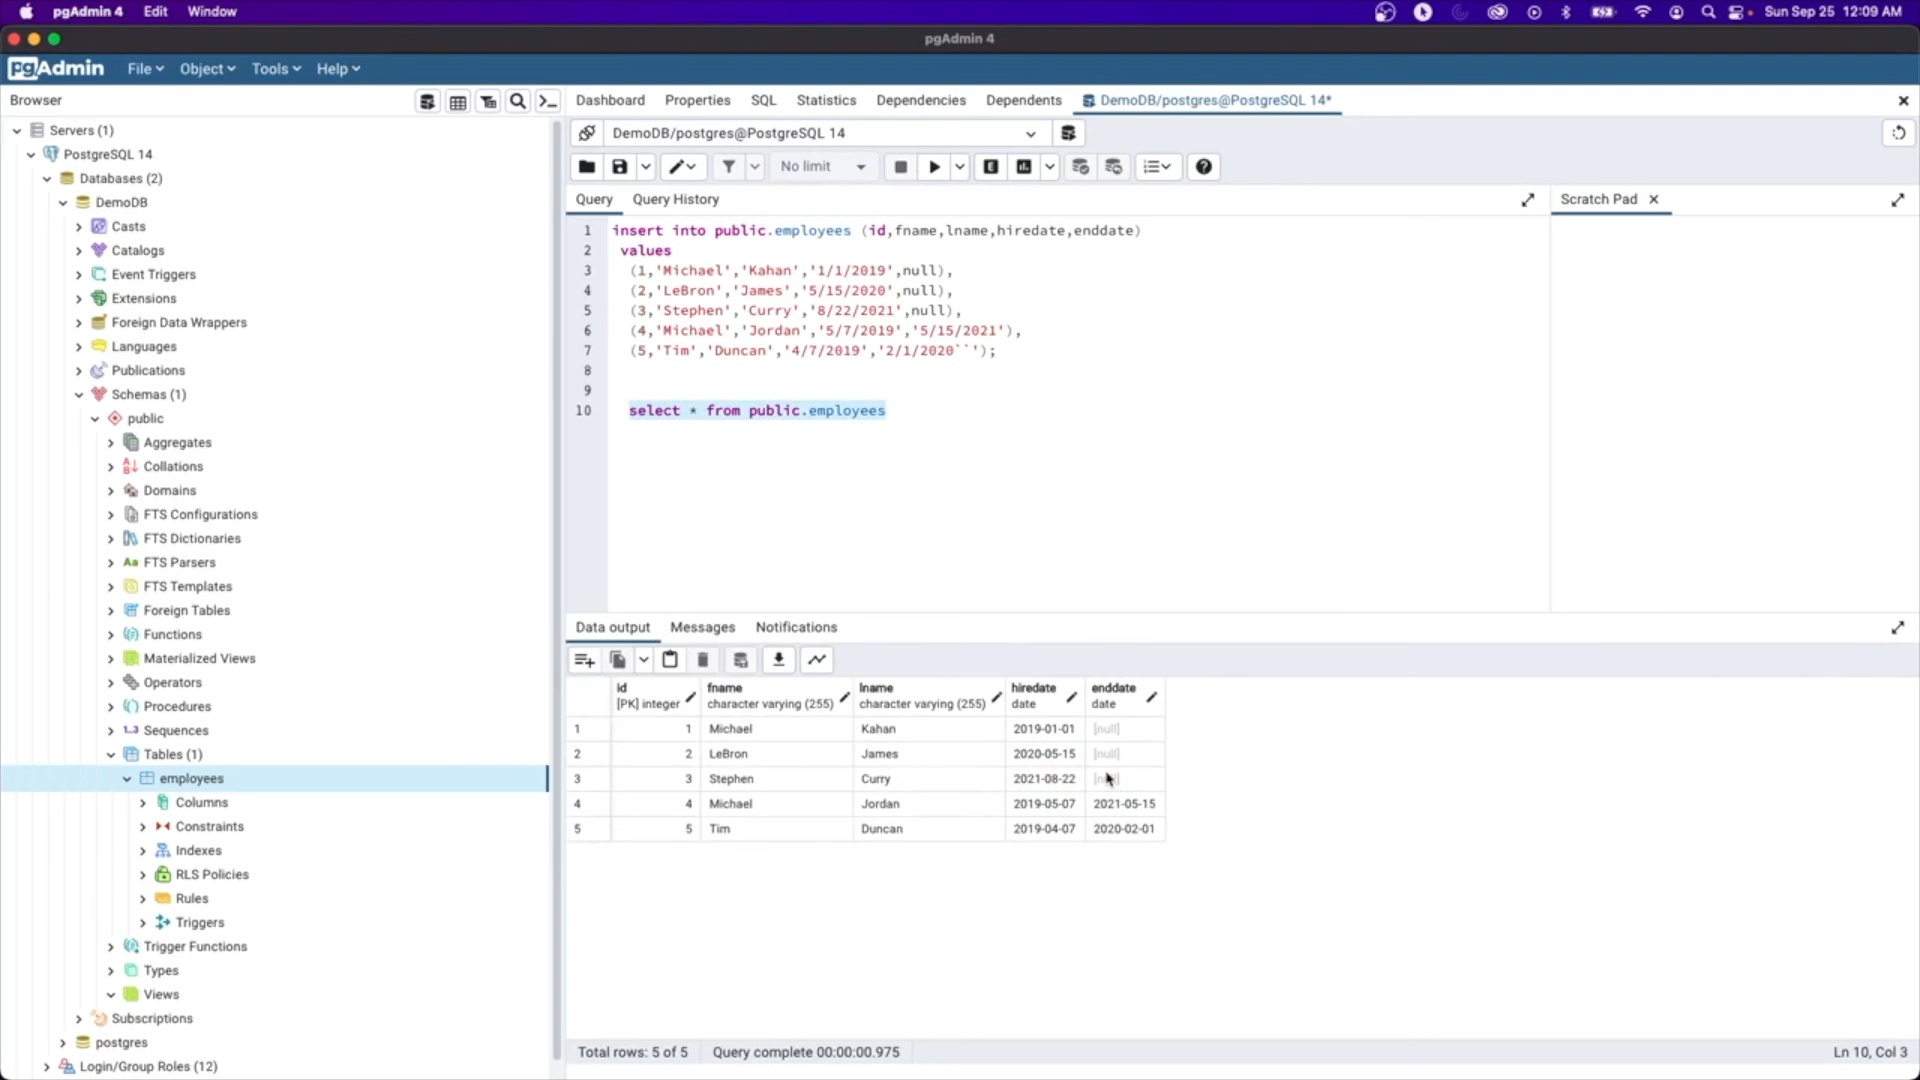 pgAdmin 4 Edit Window Sun Sep 25 12:09 AM
pgAdmin 4
pgAdmin File Object Tools Help
Browser
Dashboard Properties SQL Statistics Dependencies Dependents DemoDB/postgres@PostgreSQL 14*
DemoDB/postgres@PostgreSQL 14
No limit
Query Query History
Scratch Pad
Servers (1)
PostgreSQL 14
Databases (2)
DemoDB
Casts
Catalogs
Event Triggers
Extensions
Foreign Data Wrappers
Languages
Publications
Schemas (1)
public
Aggregates
Collations
Domains
FTS Configurations
FTS Dictionaries
Aa FTS Parsers
FTS Templates
Foreign Tables
Functions
Materialized Views
Operators
Procedures
1..3 Sequences
Tables (1)
employees
Columns
Constraints
Indexes
RLS Policies
Rules
Triggers
Trigger Functions
Types
Views
Subscriptions
postgres
Login/Group Roles (12)
1 insert into public.employees (id,fname,lname,hiredate,enddate)
2 values
3 (1,'Michael','Kahan','1/1/2019',null),
4 (2,'LeBron','James','5/15/2020',null),
5 (3,'Stephen','Curry','8/22/2021',null),
6 (4,'Michael','Jordan','5/7/2019','5/15/2021'),
7 (5,'Tim','Duncan','4/7/2019','2/1/2020``');
8
9
10 select * from public.employees
Data output Messages Notifications
id fname lname hiredate enddate
[PK] integer character varying (255) character varying (255) date date
1 1 Michael Kahan 2019-01-01 [null]
2 2 LeBron James 2020-05-15 [null]
3 3 Stephen Curry 2021-08-22
4 4 Michael Jordan 2019-05-07 2021-05-15
5 5 Tim Duncan 2019-04-07 2020-02-01
Total rows: 5 of 5 Query complete 00:00:00.975 Ln 10, Col 3